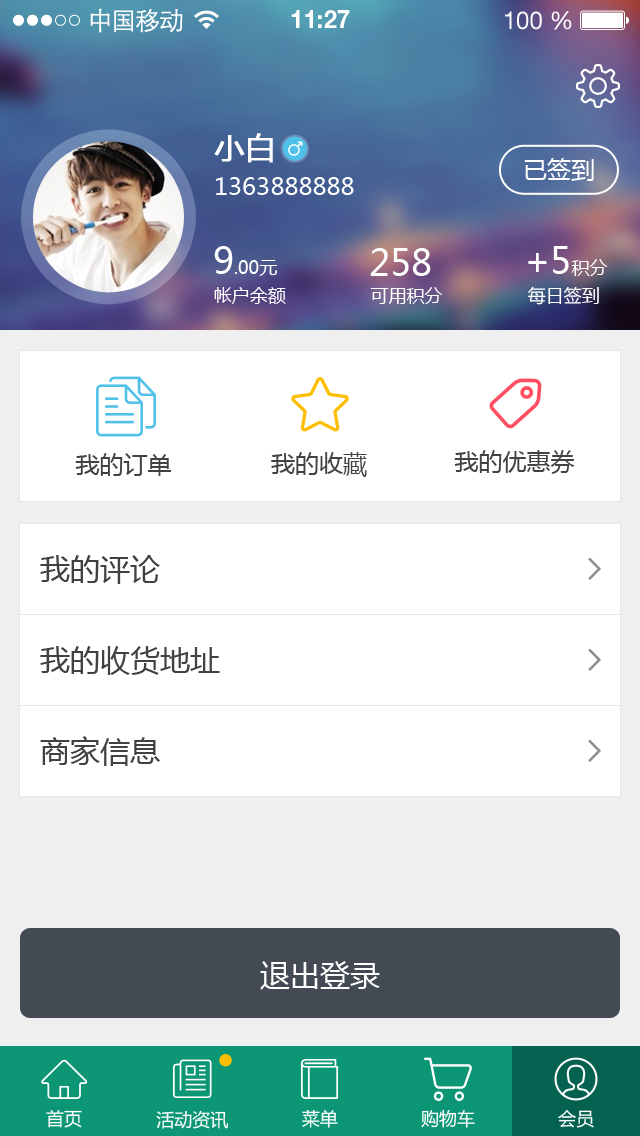 中国移动 11:27 100 %
小白
1363888888
已签到
9.00元 258 +5积分
帐户余额 可用积分 每日签到
我的订单 我的收藏 我的优惠券
我的评论
我的收货地址
商家信息
退出登录
首页 活动资讯 菜单 购物车 会员